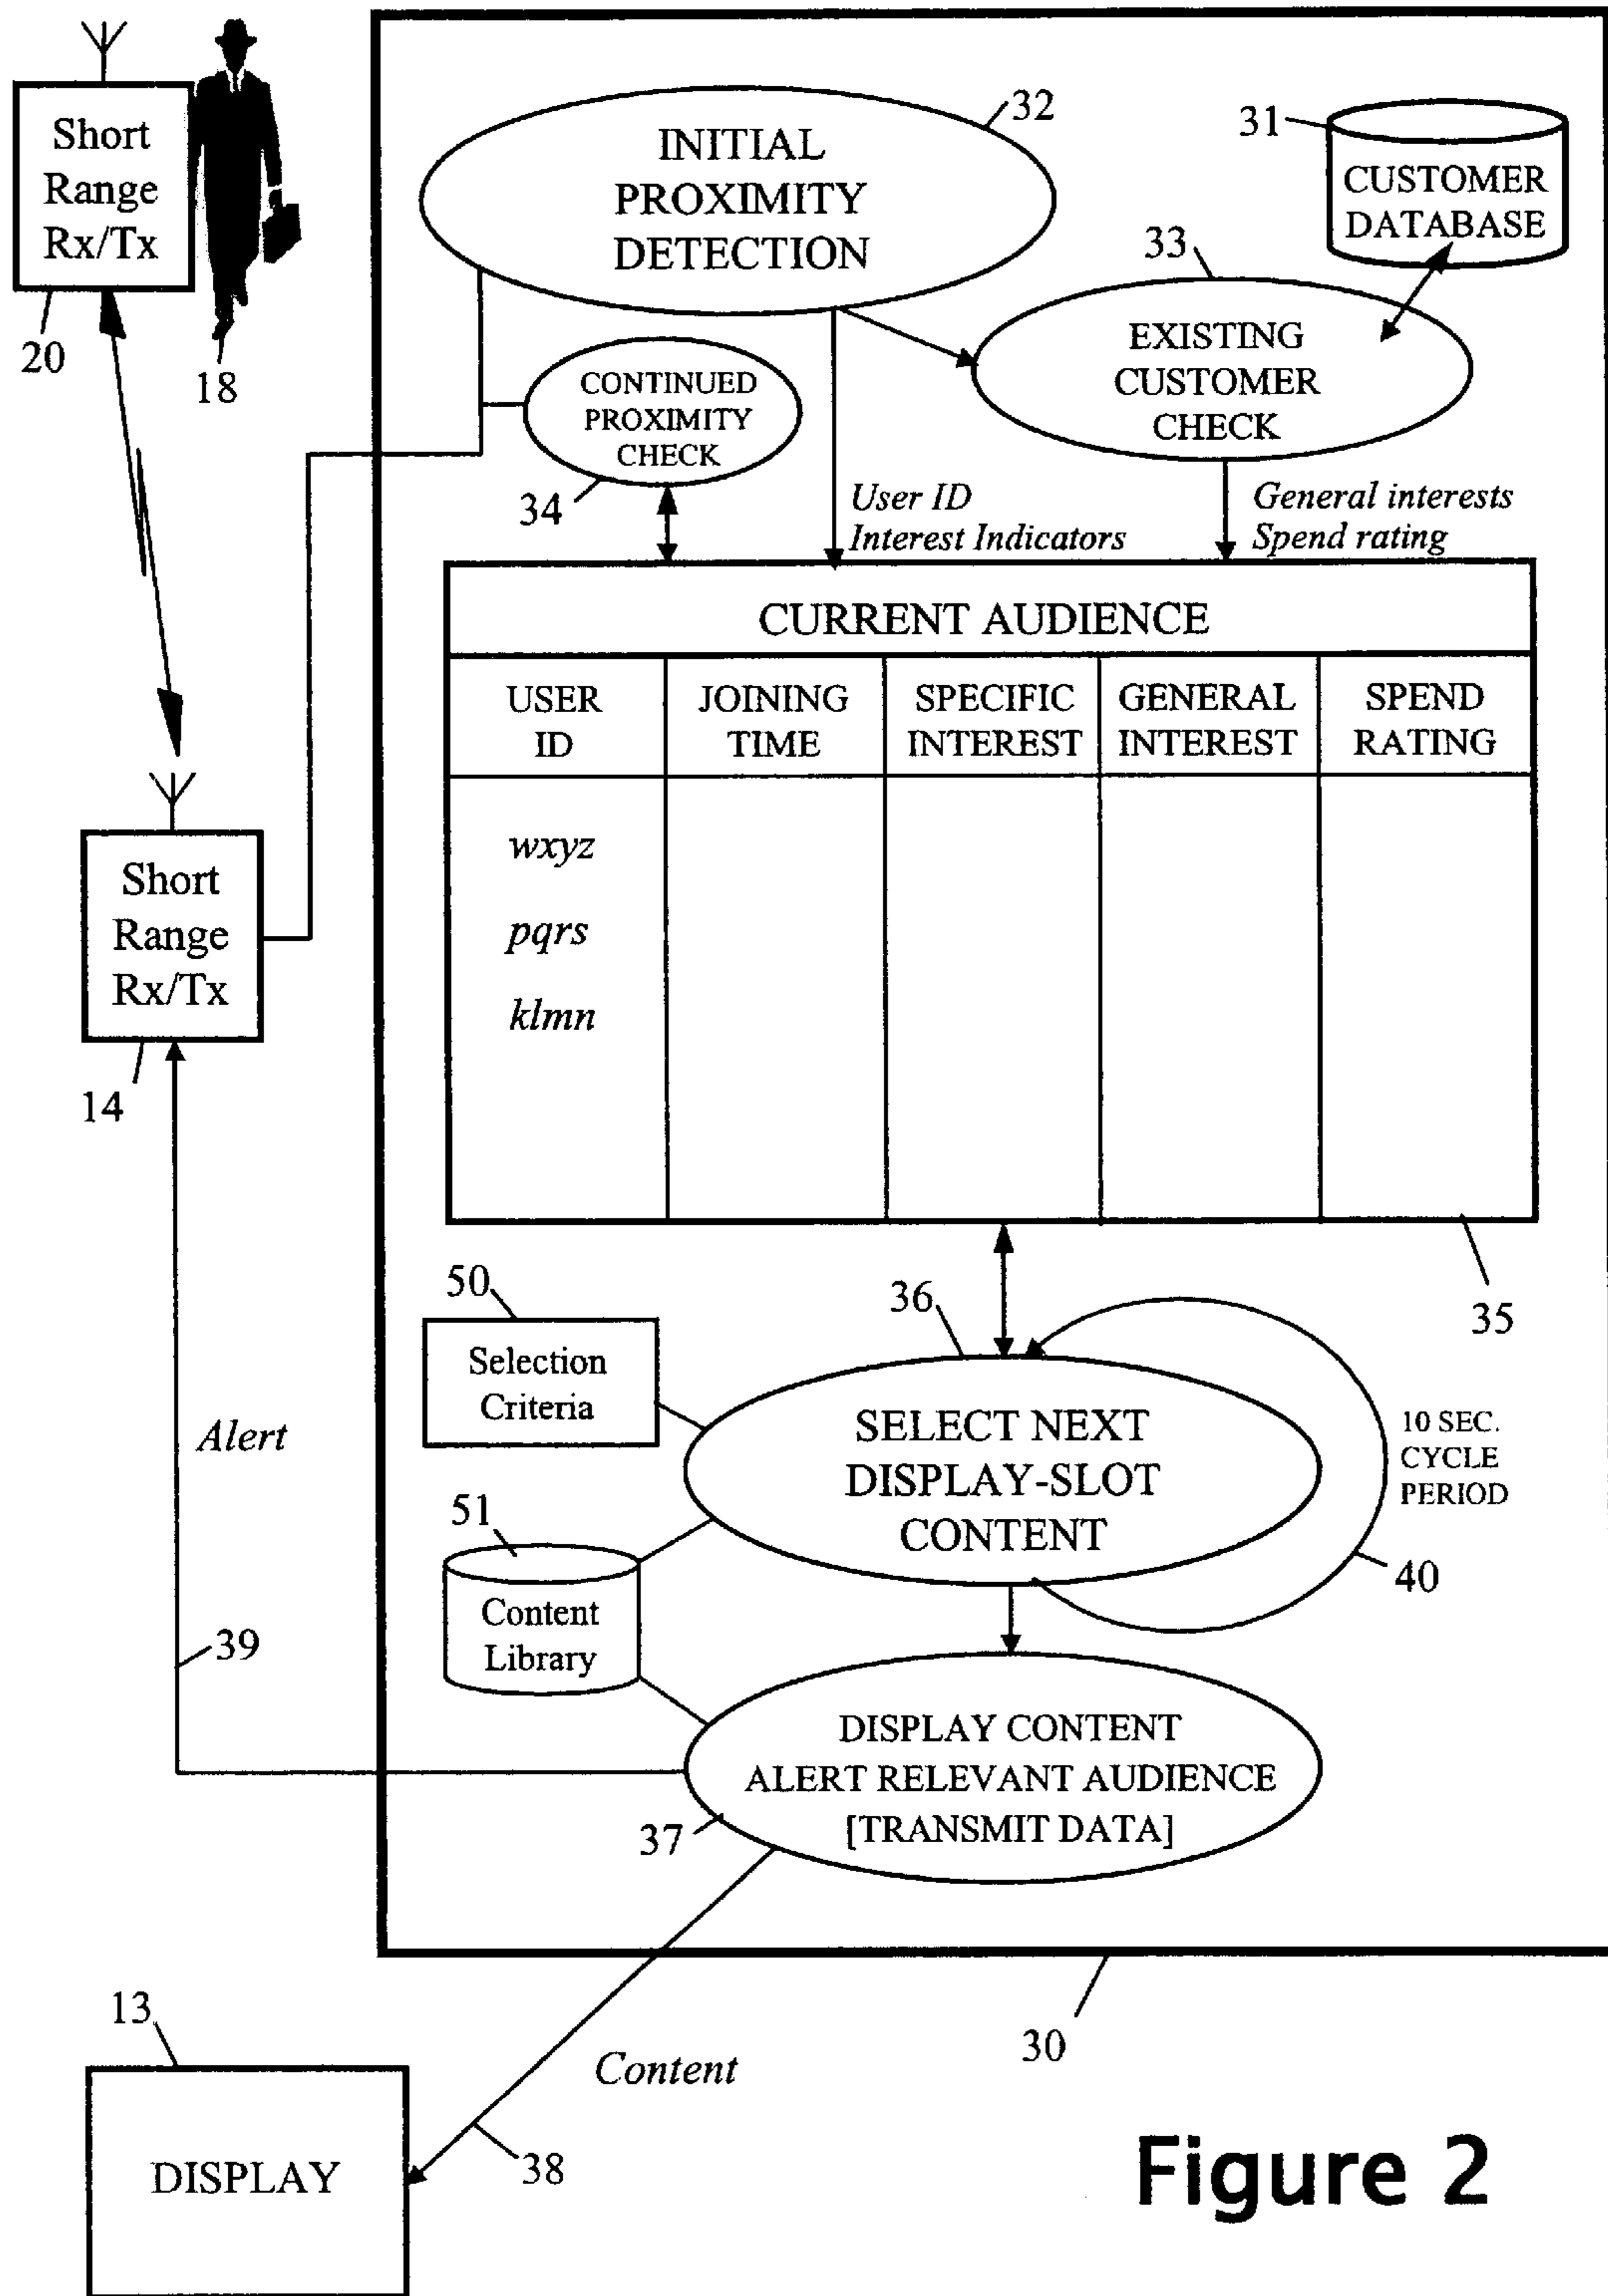 Short
Range
Rx/Tx
20
18
INITIAL
PROXIMITY
DETECTION
32
31
CUSTOMER
DATABASE
33
EXISTING
CUSTOMER
CHECK
CONTINUED
PROXIMITY
CHECK
34
User ID
Interest Indicators
General interests
Spend rating
CURRENT AUDIENCE
USER
ID
JOINING
TIME
SPECIFIC
INTEREST
GENERAL
INTEREST
SPEND
RATING
wxyz
pqrs
klmn
35
Short
Range
Rx/Tx
14
50
Selection
Criteria
36
SELECT NEXT
DISPLAY-SLOT
CONTENT
10 SEC.
CYCLE
PERIOD
40
Alert
51
Content
Library
39
DISPLAY CONTENT
ALERT RELEVANT AUDIENCE
[TRANSMIT DATA]
37
30
13
DISPLAY
Content
38
Figure 2